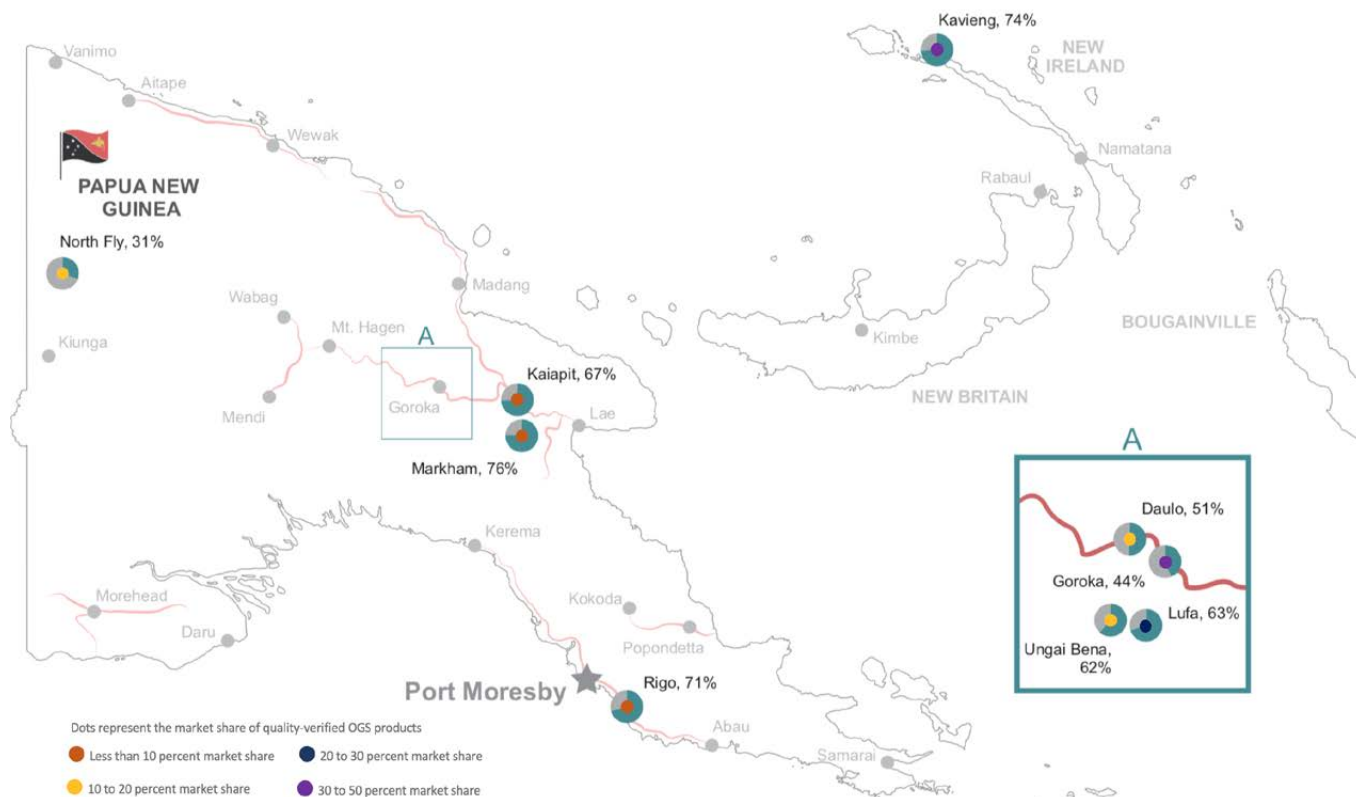 Kavieng, 74%
NEW
IRELAND
Vanimo
Aitape
Wewak
Namatana
Rabaul
PAPUA NEW
GUINEA
North Fly, 31%
Madang
Wabag
Mt. Hagen
A
Kiunga
Kimbe
BOUGAINVILLE
Kaiapit, 67%
Goroka
Mendi
Lae
NEW BRITAIN
Markham, 76%
A
Daulo, 51%
Goroka, 44%
Lufa, 63%
Ungai Bena,
62%
Kerema
Morehead
Kokoda
Daru
Popondetta
Port Moresby
Rigo, 71%
Abau
Samarai
Dots represent the market share of quality-verified OGS products
Less than 10 percent market share
20 to 30 percent market share
10 to 20 percent market share
30 to 50 percent market share